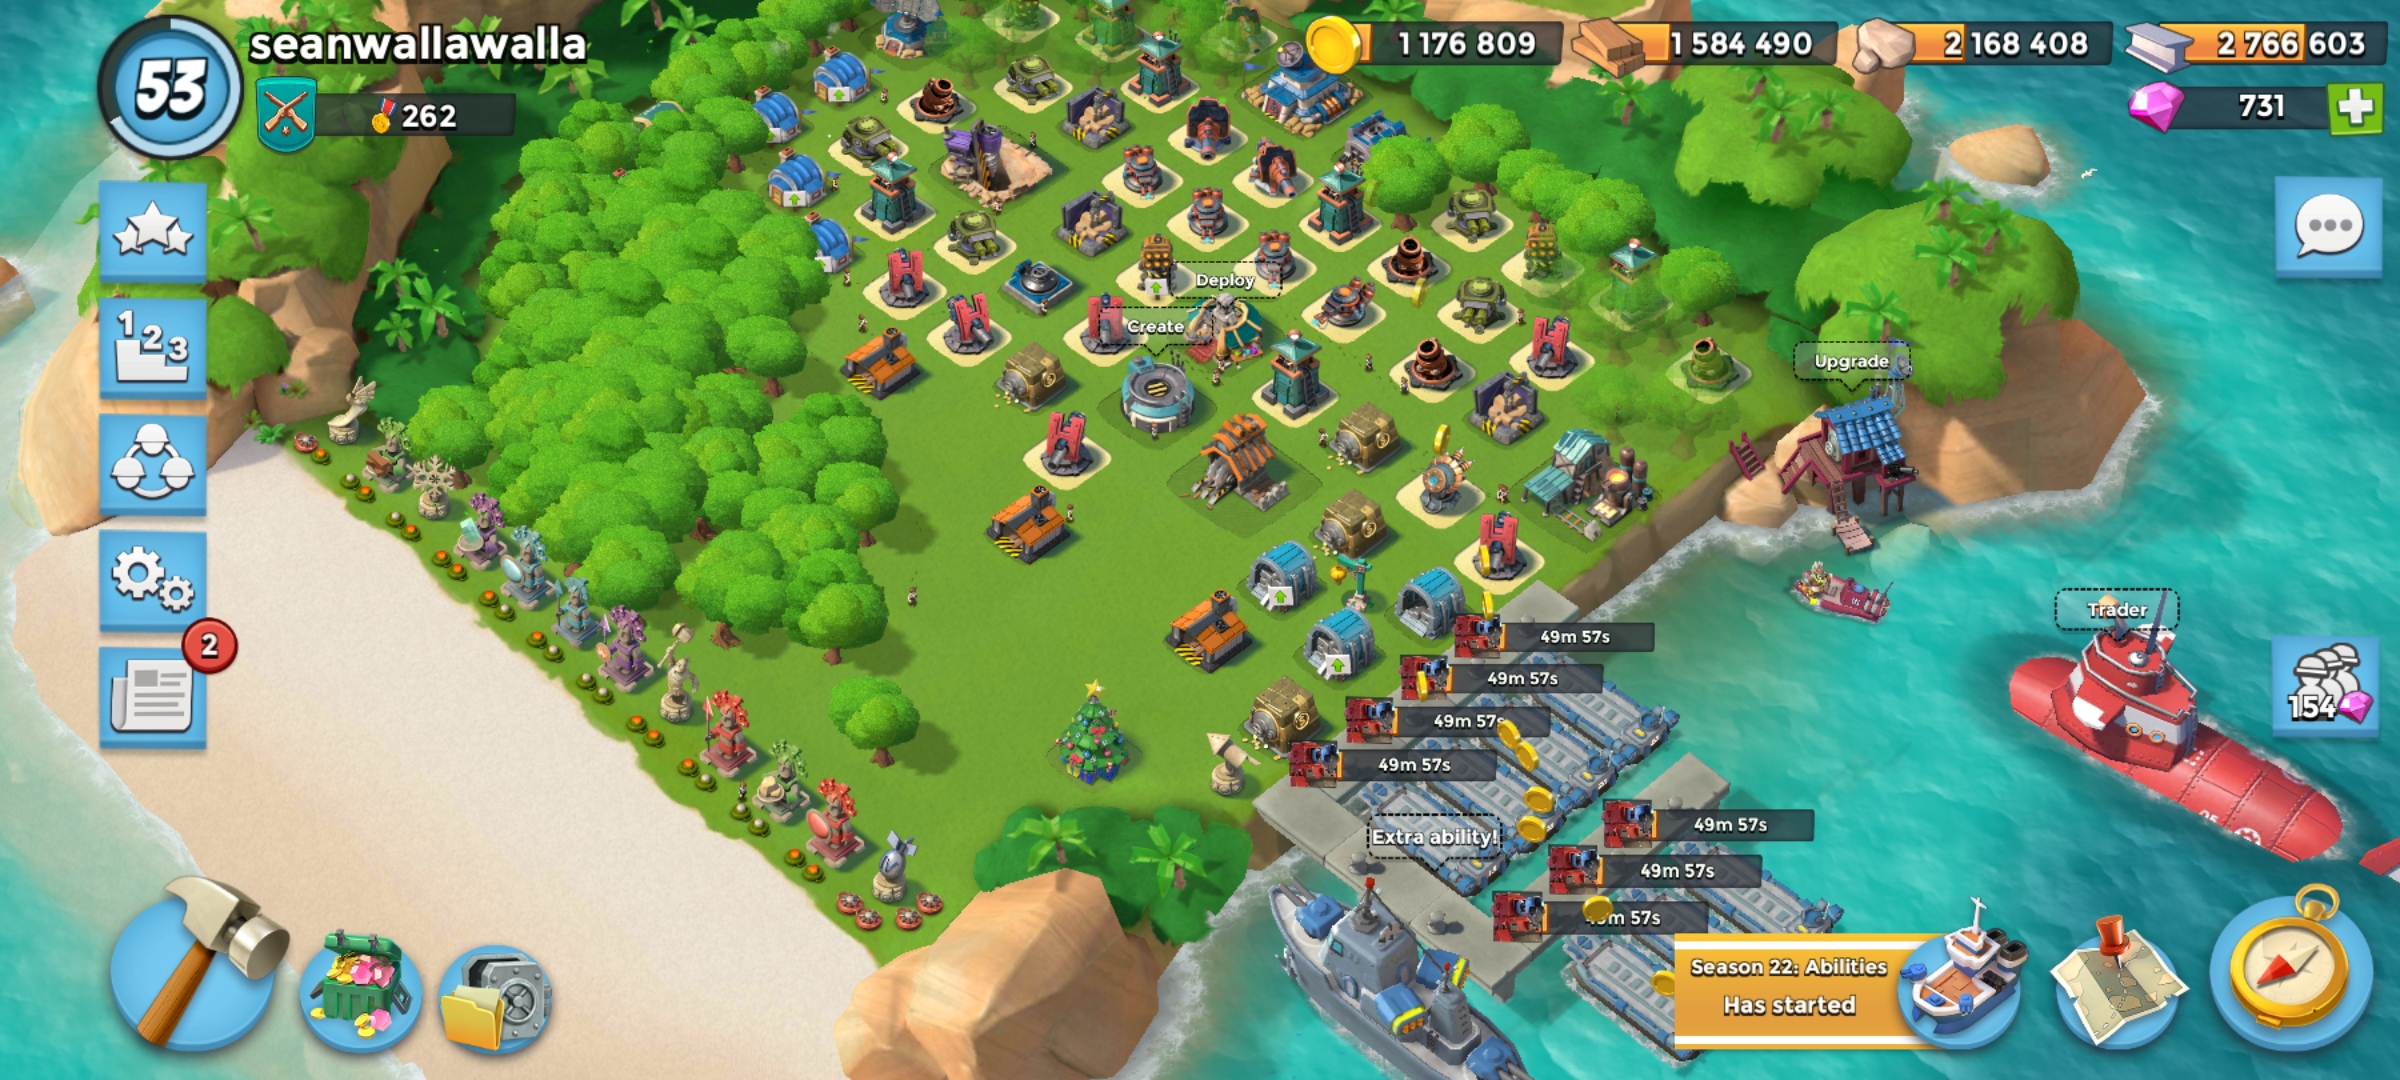 53
seanwallawalla
262
1 176 809
1 584 490
2 168 408
2 766 603
731
123
2
Deploy
Create
Upgrade
Trader
49m 57s
49m 57s
49m 57s
49m 57s
154
Extra ability!
49m 57s
49m 57s
m 57s
Season 22: Abilities
Has started